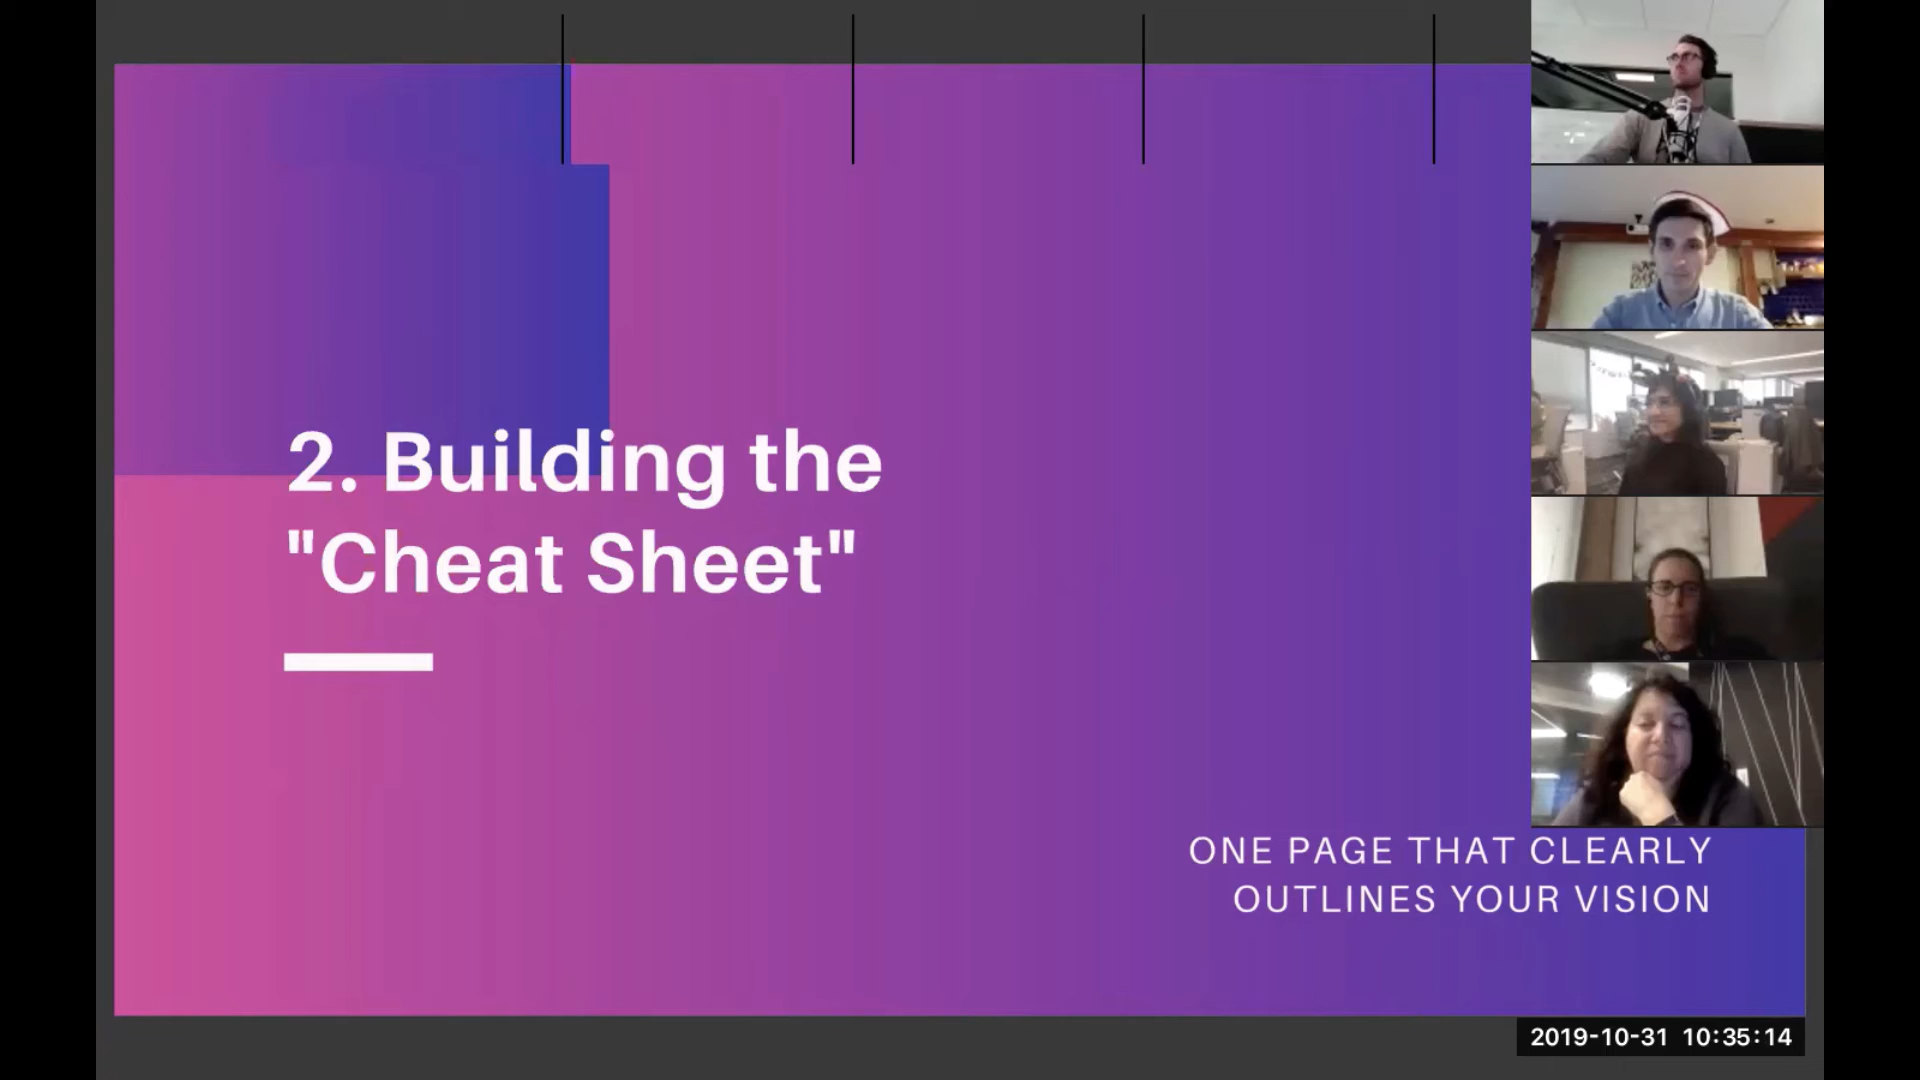 2. Building the
"Cheat Sheet"
ONE PAGE THAT CLEARLY
OUTLINES YOUR VISION
2019-10-31 10:35:14